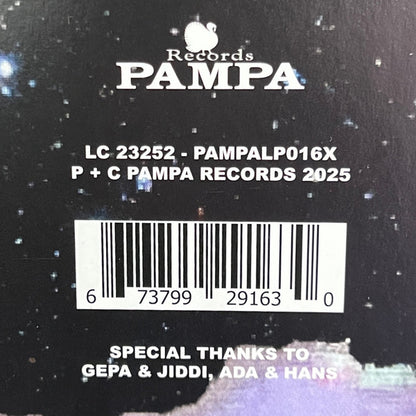 Records
PAMPA
LC 23252 - PAMPALP016X
P + C PAMPA RECORDS 2025
6 73799 29163 0
SPECIAL THANKS TO
GEPA & JIDDI, ADA & HANS